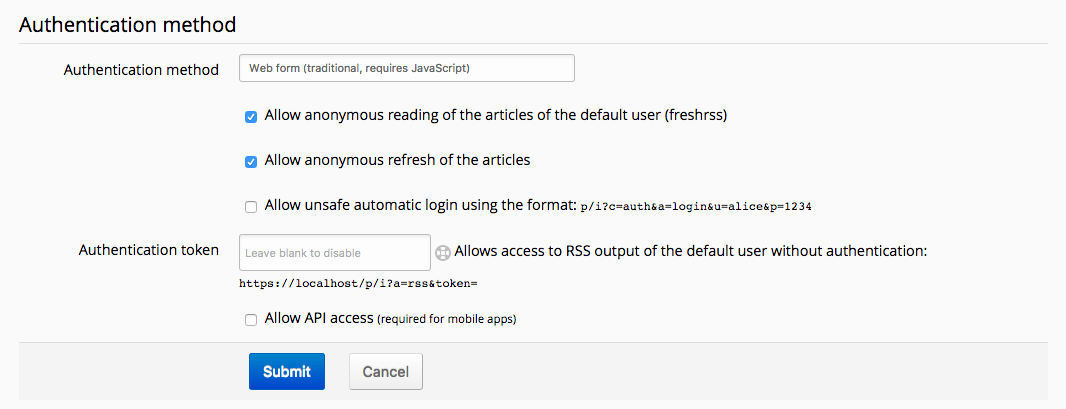 Authentication method
Authentication method Web form (traditional, requires JavaScript)
Allow anonymous reading of the articles of the default user (freshrss)
Allow anonymous refresh of the articles
Allow unsafe automatic login using the format: p/i?c=auth&a=login&u=alice&p=1234
Authentication token Leave blank to disable Allows access to RSS output of the default user without authentication:
https://localhost/p/i?a=rss&token=
Allow API access (required for mobile apps)
Submit Cancel